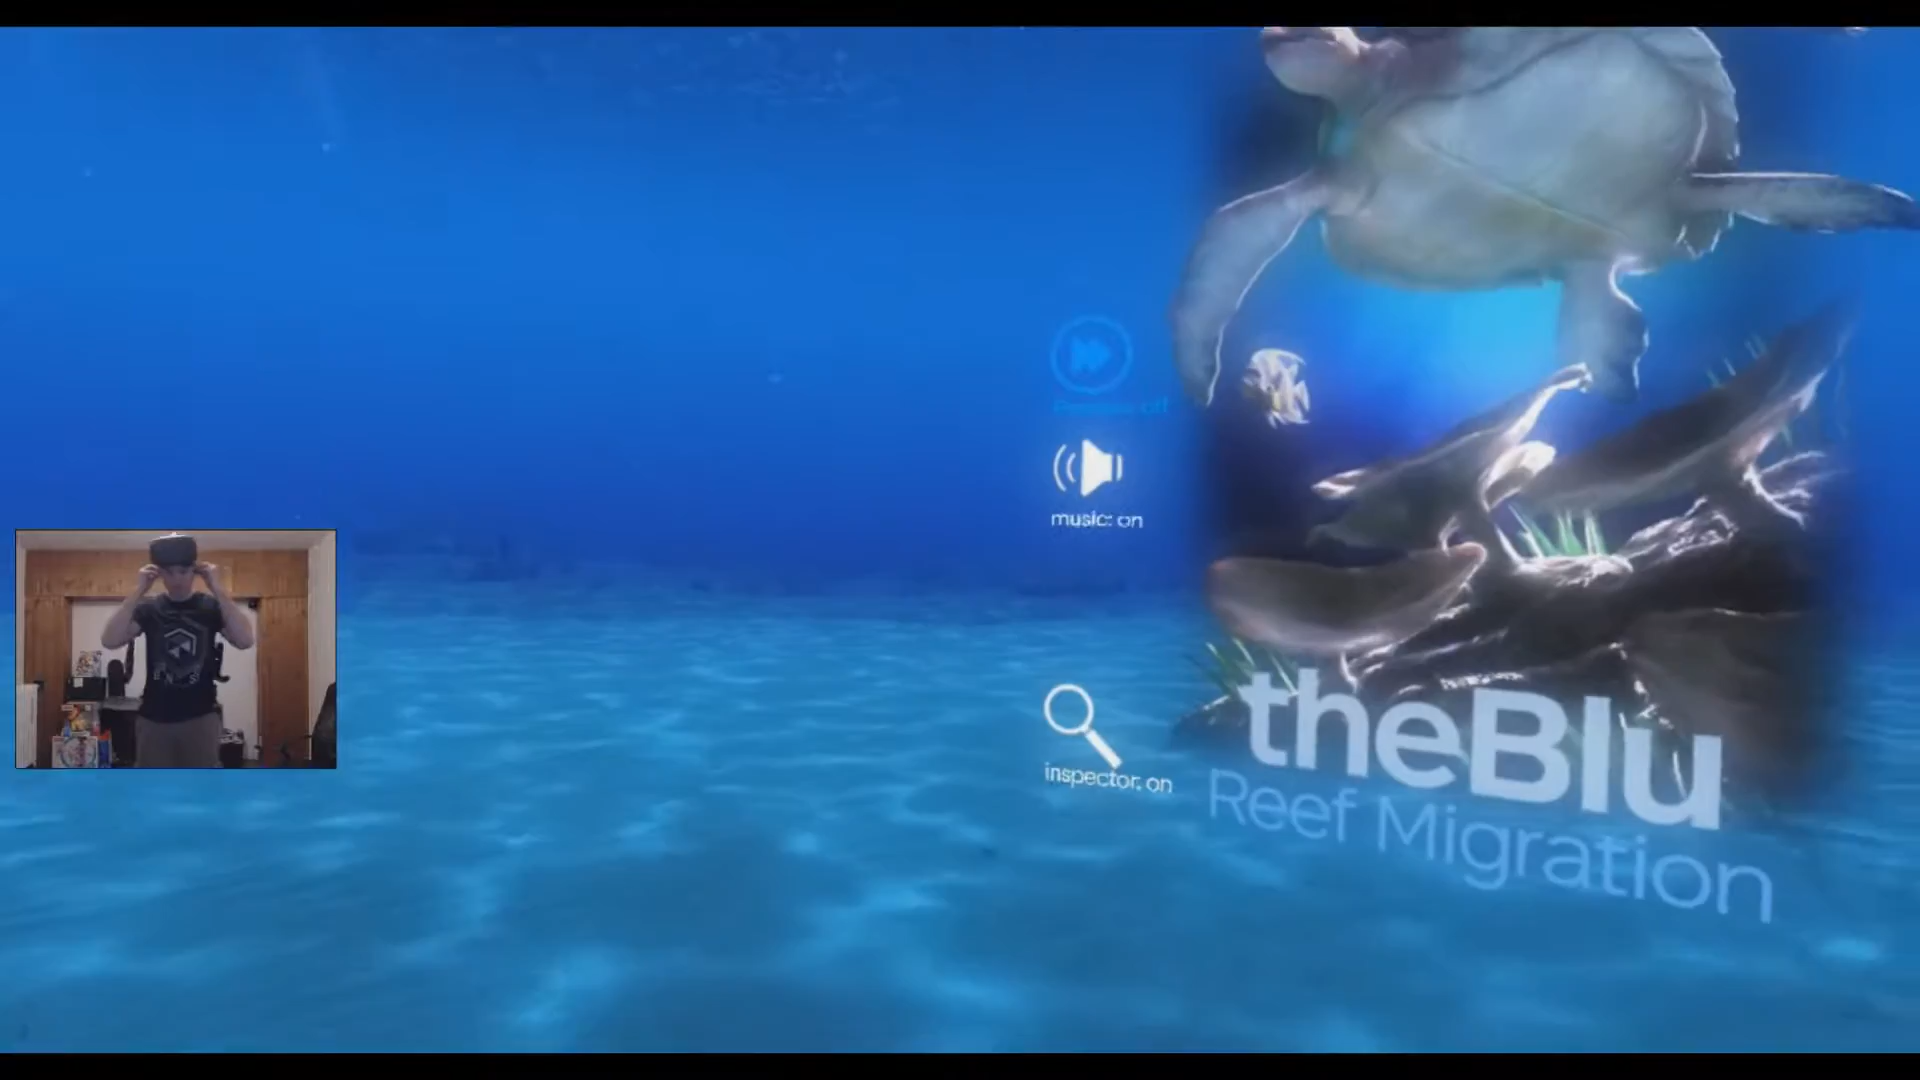 music: on
inspector: on
theBlu
Reef Migration